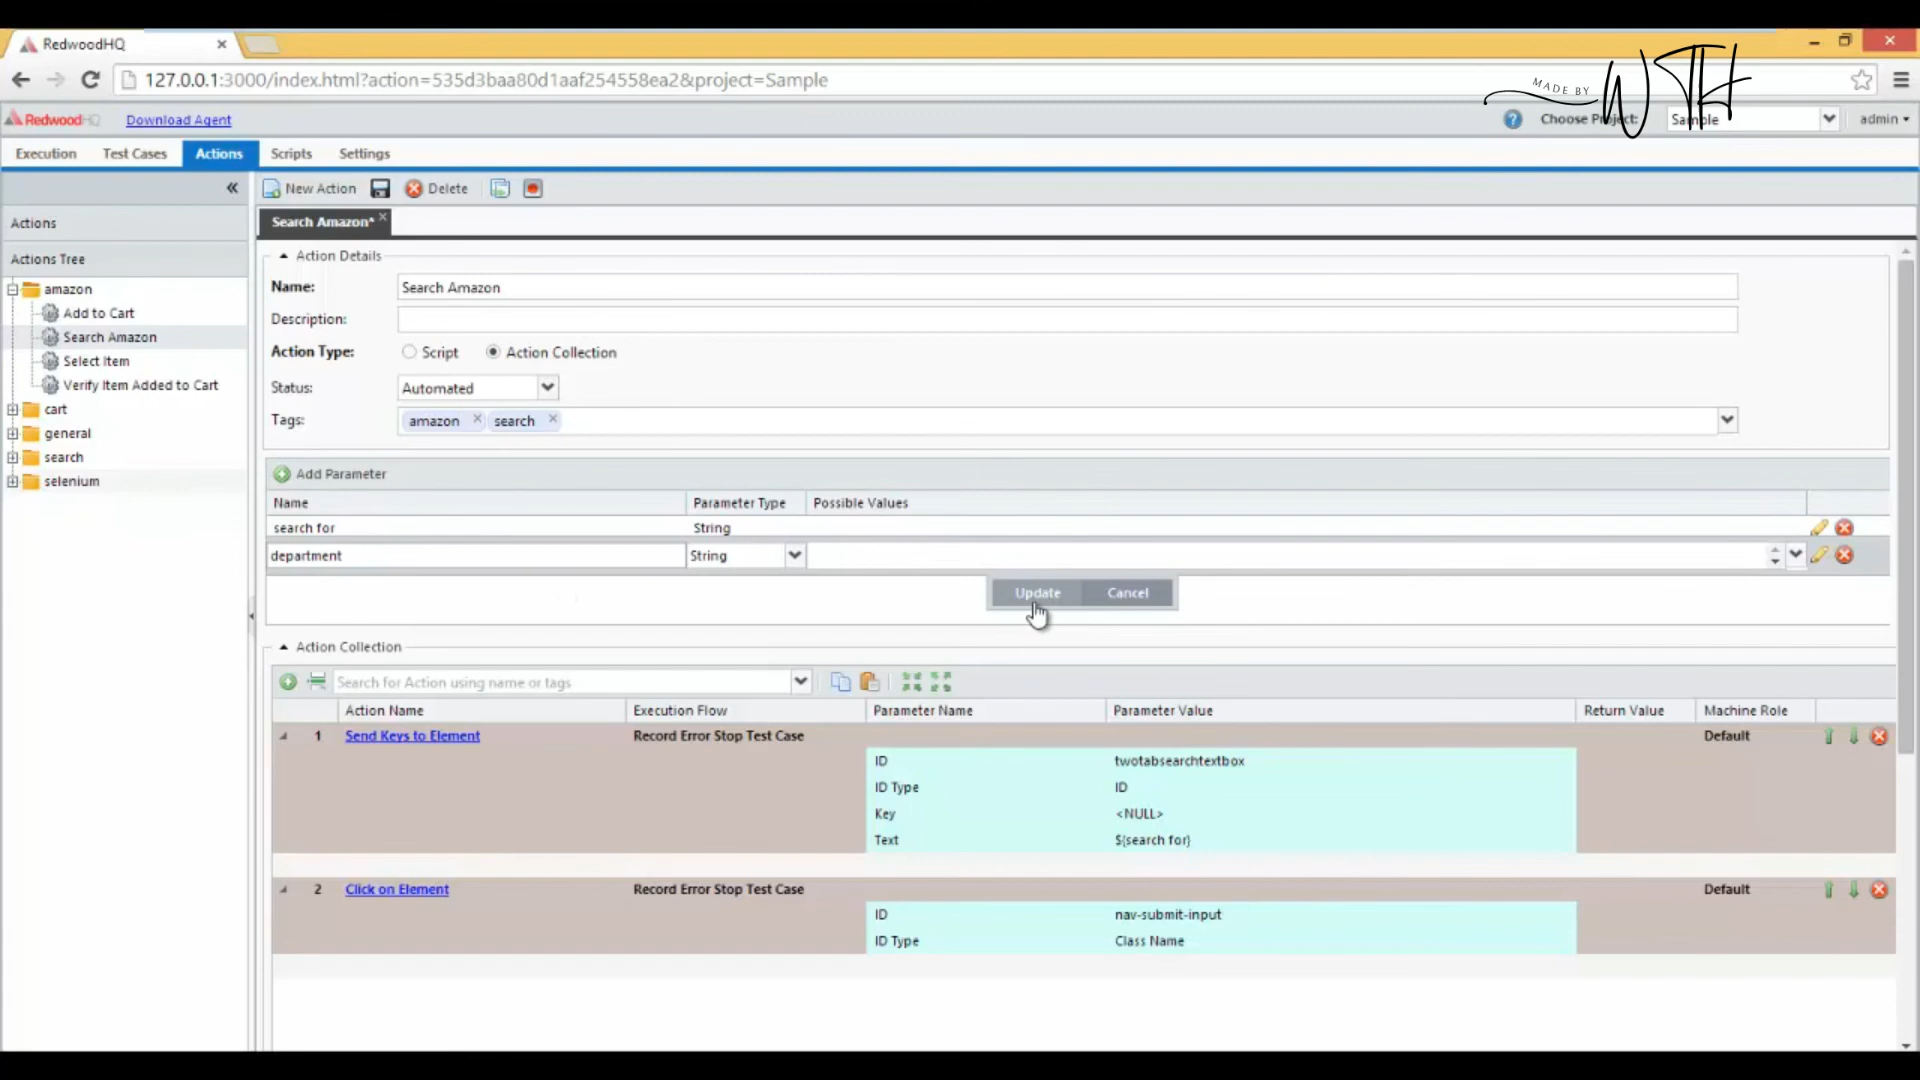 RedwoodHQ
127.0.0.1:3000/index.html?action=535d3baa80d1aaf254558ea2&project=Sample
MADE BY WTH
RedwoodHQ Download Agent Choose Project: Sample admin
Execution Test Cases Actions Scripts Settings
New Action Delete
Actions
Search Amazon*
Actions Tree
amazon
Add to Cart
Search Amazon
Select Item
Verify Item Added to Cart
cart
general
search
selenium
Action Details
Name: Search Amazon
Description:
Action Type: Script Action Collection
Status: Automated
Tags: amazon search
Add Parameter
Name Parameter Type Possible Values
search for String
department String
Update Cancel
Action Collection
Search for Action using name or tags
Action Name Execution Flow Parameter Name Parameter Value Return Value Machine Role
1 Send Keys to Element Record Error Stop Test Case Default
ID twotabsearchtextbox
ID Type ID
Key <NULL>
Text ${search for}
2 Click on Element Record Error Stop Test Case Default
ID nav-submit-input
ID Type Class Name